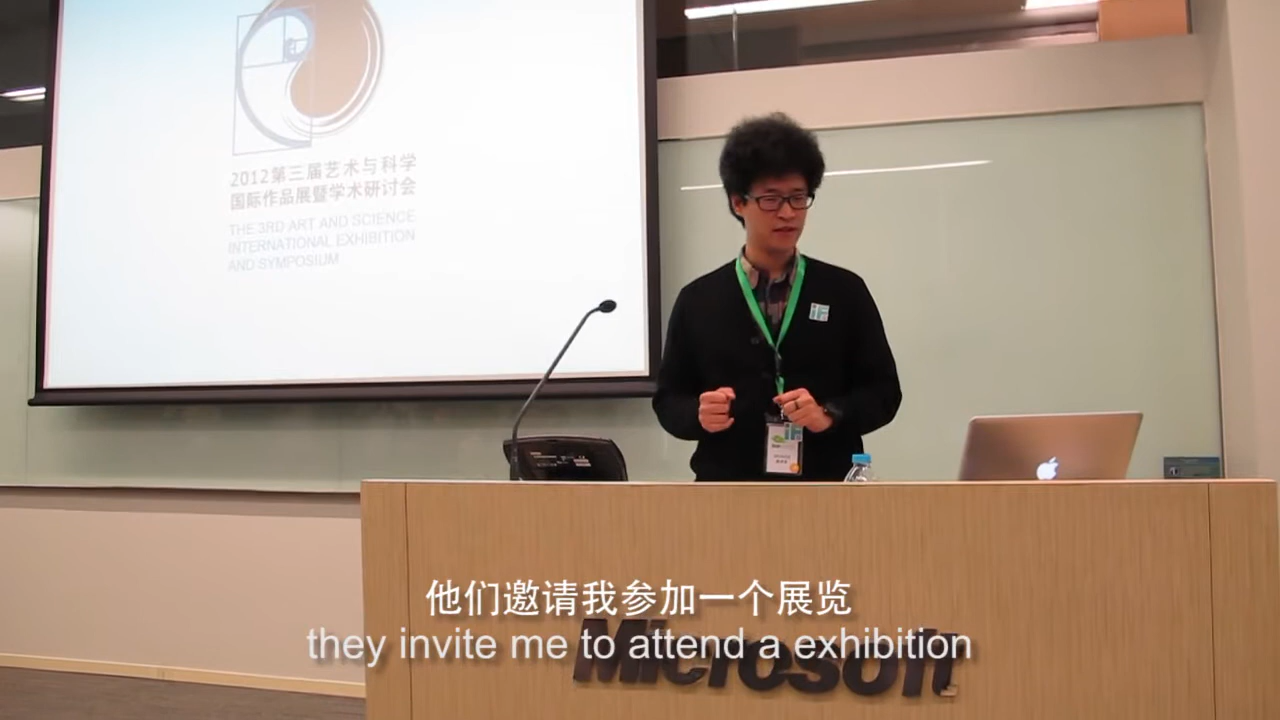 2012第三届艺术与科学
国际作品展暨学术研讨会
THE 3RD ART AND SCIENCE
INTERNATIONAL EXHIBITION
AND SYMPOSIUM
iF
iF
他们邀请我参加一个展览
they invite me to attend a exhibition
Microsoft